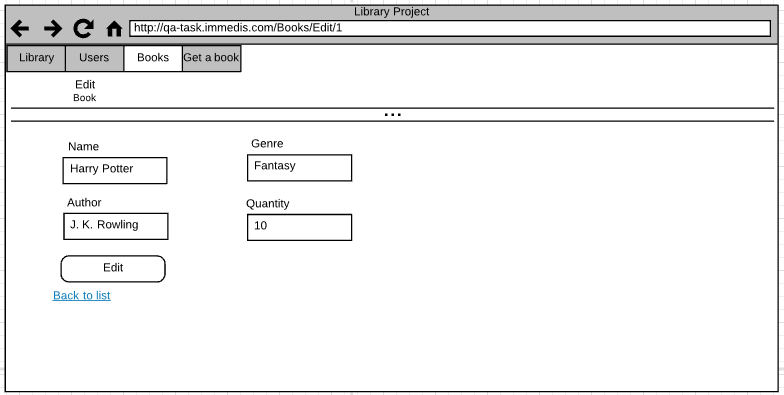 Library Project
http://qa-task.immedis.com/Books/Edit/1
Library Users Books Get a book
Edit
Book
...
Name Genre
Harry Potter Fantasy
Author Quantity
J. K. Rowling 10
Edit
Back to list